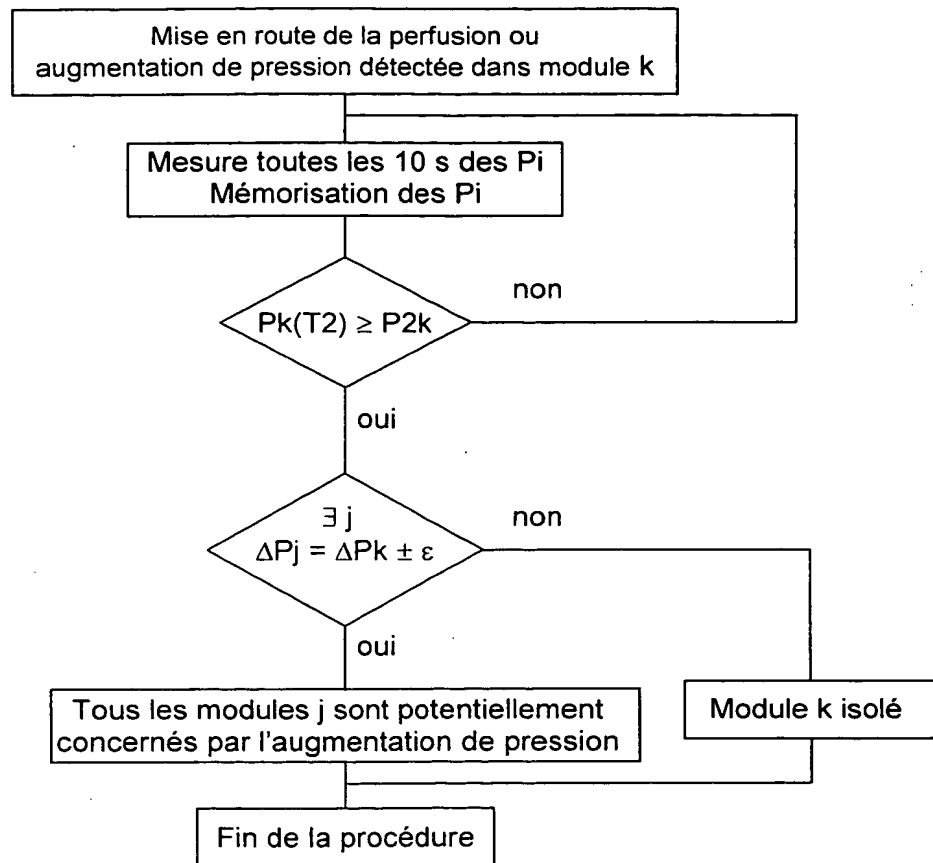 Mise en route de la perfusion ou
augmentation de pression détectée dans module k
Mesure toutes les 10 s des Pi
Mémorisation des Pi
Pk(T2) ≥ P2k
non
oui
∃ j
ΔPj = ΔPk ± ε
non
oui
Tous les modules j sont potentiellement
concernés par l'augmentation de pression
Module k isolé
Fin de la procédure